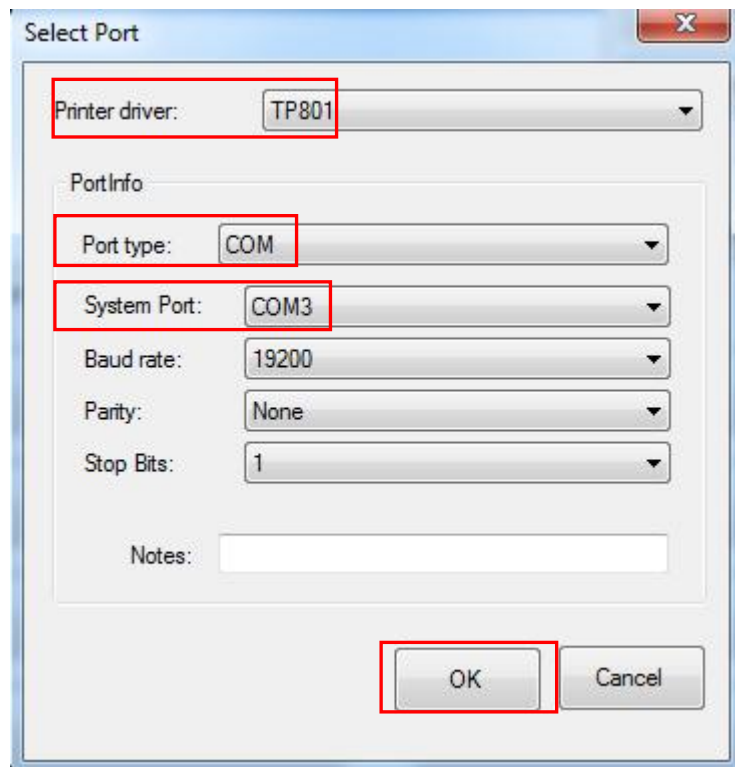 Select Port
Printer driver: TP801
PortInfo
Port type: COM
System Port: COM3
Baud rate: 19200
Parity: None
Stop Bits: 1
Notes:
OK Cancel